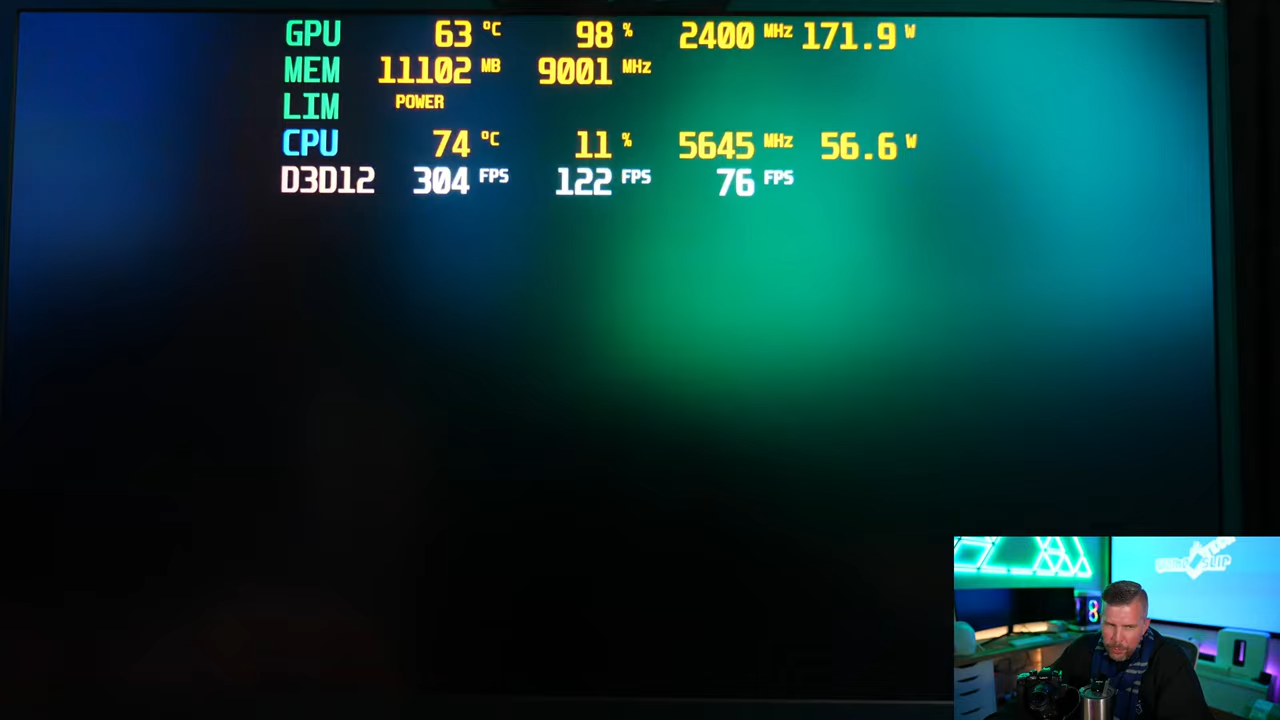 GPU 63 °C 98 % 2400 MHz 171.9 W
MEM 11102 MB 9001 MHz
LIM POWER
CPU 74 °C 11 % 5645 MHz 56.6 W
D3D12 304 FPS 122 FPS 76 FPS